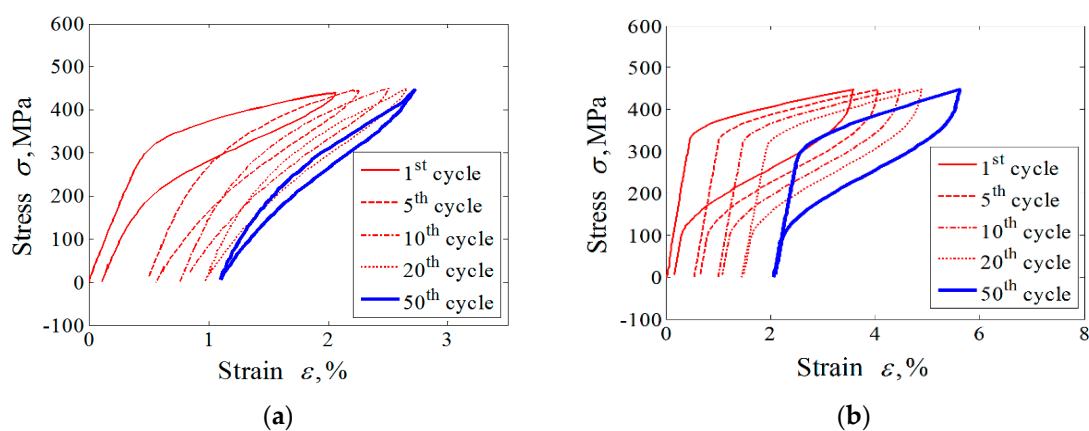 600
500
400
300
200
100
0
-100
Stress σ, MPa
1st cycle
5th cycle
10th cycle
20th cycle
50th cycle
0 1 2 3
Strain ε, %
(a)
600
500
400
300
200
100
0
-100
Stress σ, MPa
1st cycle
5th cycle
10th cycle
20th cycle
50th cycle
0 2 4 6 8
Strain ε, %
(b)